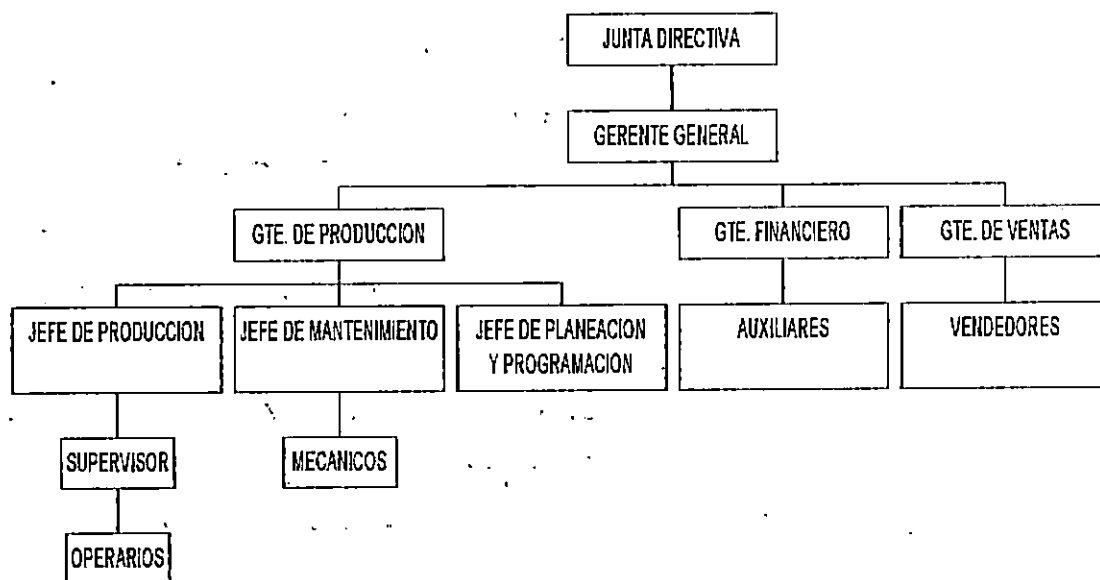 JUNTA DIRECTIVA
GERENTE GENERAL
GTE. DE PRODUCCION
GTE. FINANCIERO
GTE. DE VENTAS
JEFE DE PRODUCCION
JEFE DE MANTENIMIENTO
JEFE DE PLANEACION
Y PROGRAMACION
AUXILIARES
VENDEDORES
SUPERVISOR
MECANICOS
OPERARIOS